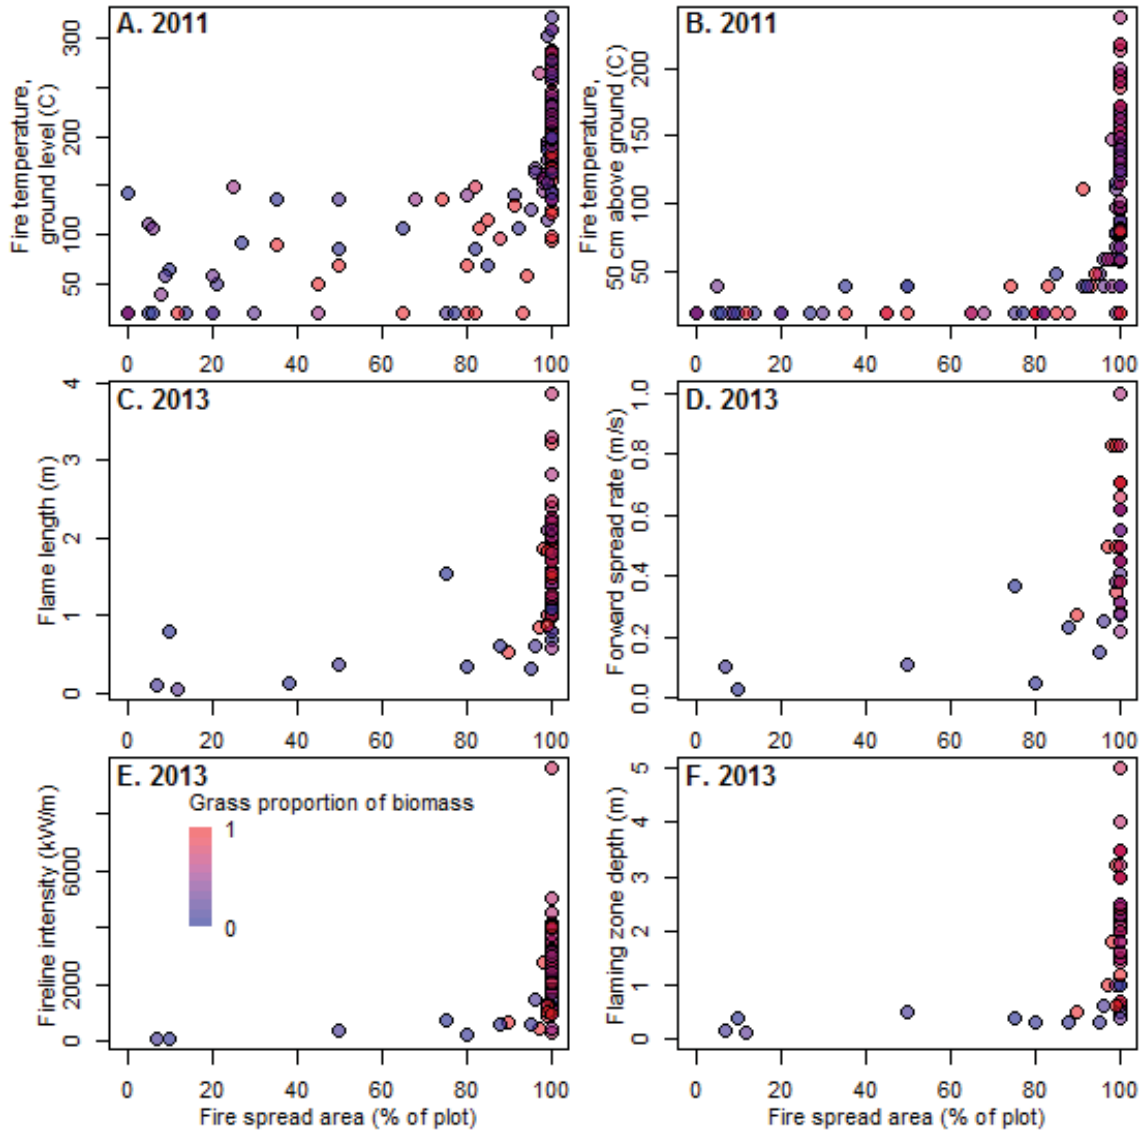 A. 2011
Fire temperature,
ground level (C)
50 100 200 300
0 20 40 60 80 100
B. 2011
Fire temperature,
50 cm above ground (C)
50 100 150 200
0 20 40 60 80 100
C. 2013
Flame length (m)
0 1 2 3 4
0 20 40 60 80 100
D. 2013
Forward spread rate (m/s)
0.0 0.2 0.4 0.6 0.8 1.0
0 20 40 60 80 100
E. 2013
Grass proportion of biomass
1
0
Fireline intensity (kW/m)
0 2000 6000
0 20 40 60 80 100
Fire spread area (% of plot)
F. 2013
Flaming zone depth (m)
0 1 2 3 4 5
0 20 40 60 80 100
Fire spread area (% of plot)